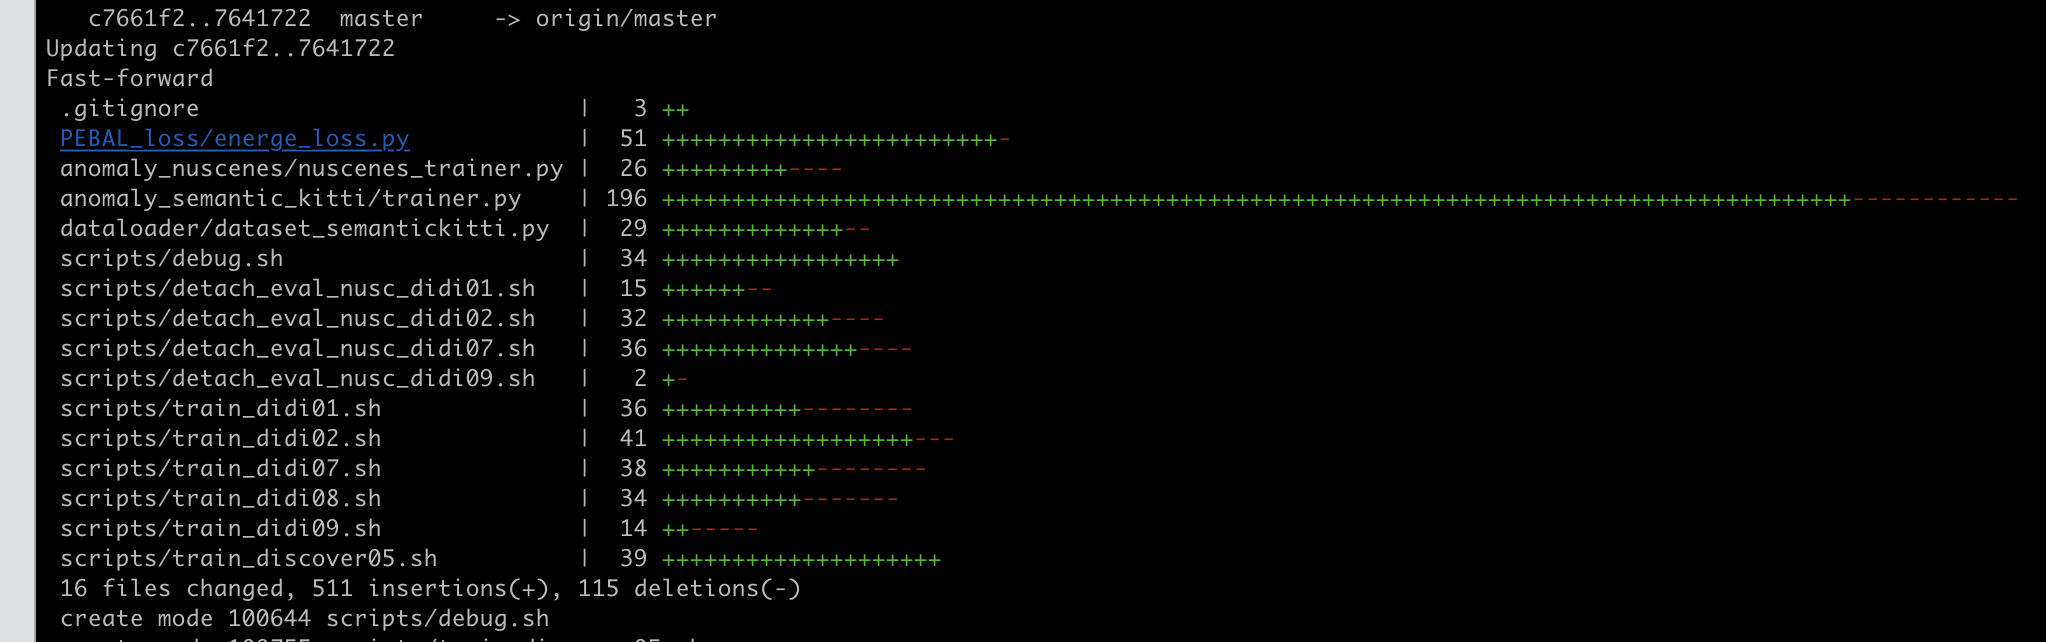 c7661f2..7641722  master     -> origin/master
Updating c7661f2..7641722
Fast-forward
.gitignore | 3 ++
PEBAL_loss/energe_loss.py | 51 ++++++++++++++++++++++++-
anomaly_nuscenes/nuscenes_trainer.py | 26 +++++++++----
anomaly_semantic_kitti/trainer.py | 196 +++++++++++++++++++++++++++++++++++++++++++++++++++++++++++++++++++++++++++++++++++++------------
dataloader/dataset_semantickitti.py | 29 +++++++++++++--
scripts/debug.sh | 34 +++++++++++++++++
scripts/detach_eval_nusc_didi01.sh | 15 ++++++--
scripts/detach_eval_nusc_didi02.sh | 32 ++++++++++++----
scripts/detach_eval_nusc_didi07.sh | 36 ++++++++++++++----
scripts/detach_eval_nusc_didi09.sh | 2 +-
scripts/train_didi01.sh | 36 ++++++++++--------
scripts/train_didi02.sh | 41 ++++++++++++++++++---
scripts/train_didi07.sh | 38 +++++++++++--------
scripts/train_didi08.sh | 34 ++++++++++-------
scripts/train_didi09.sh | 14 ++-----
scripts/train_discover05.sh | 39 ++++++++++++++++++++
16 files changed, 511 insertions(+), 115 deletions(-)
create mode 100644 scripts/debug.sh